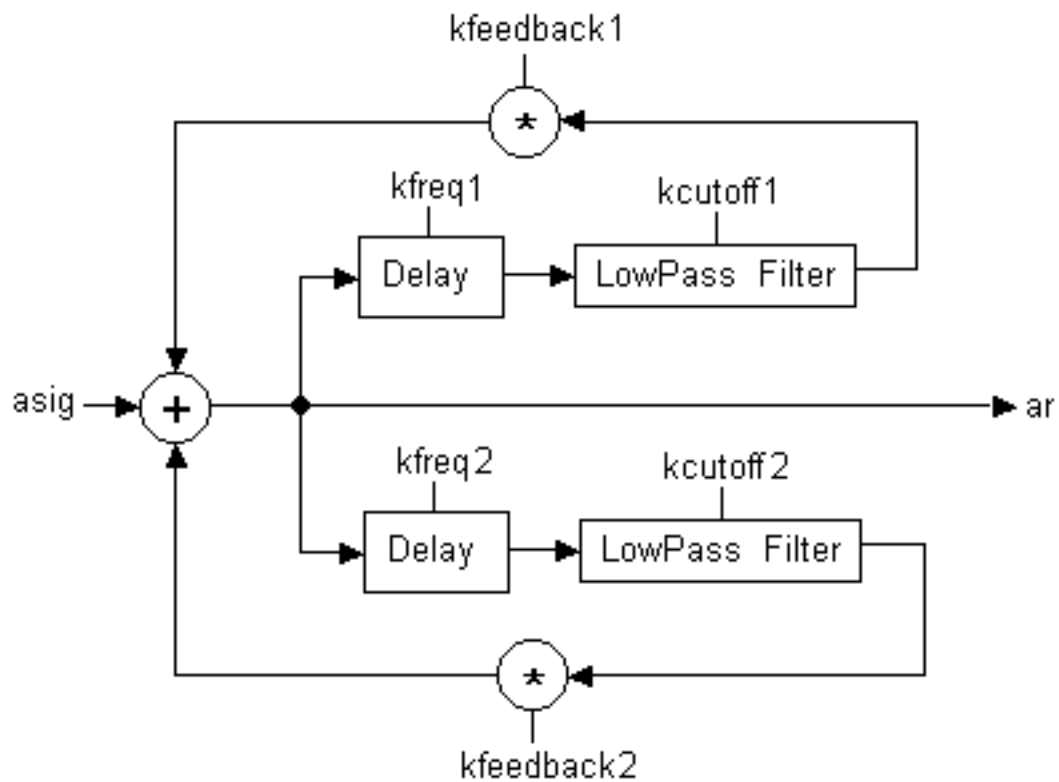 kfeedback1
*
kfreq1
kcutoff1
Delay
LowPass Filter
asig
+
ar
kfreq2
kcutoff2
Delay
LowPass Filter
*
kfeedback2